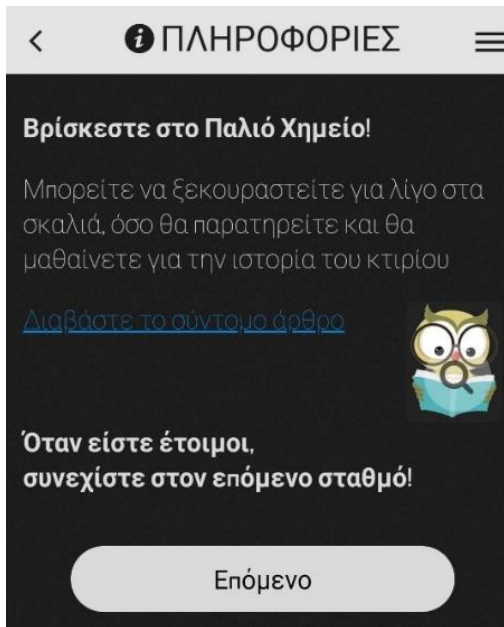 ΠΛΗΡΟΦΟΡΙΕΣ
Βρίσκεστε στο Παλιό Χημείο!
Μπορείτε να ξεκουραστείτε για λίγο στα
σκαλιά, όσο θα παρατηρείτε και θα
μαθαίνετε για την ιστορία του κτιρίου
Διαβάστε το σύντομο άρθρο
Όταν είστε έτοιμοι,
συνεχίστε στον επόμενο σταθμό!
Επόμενο